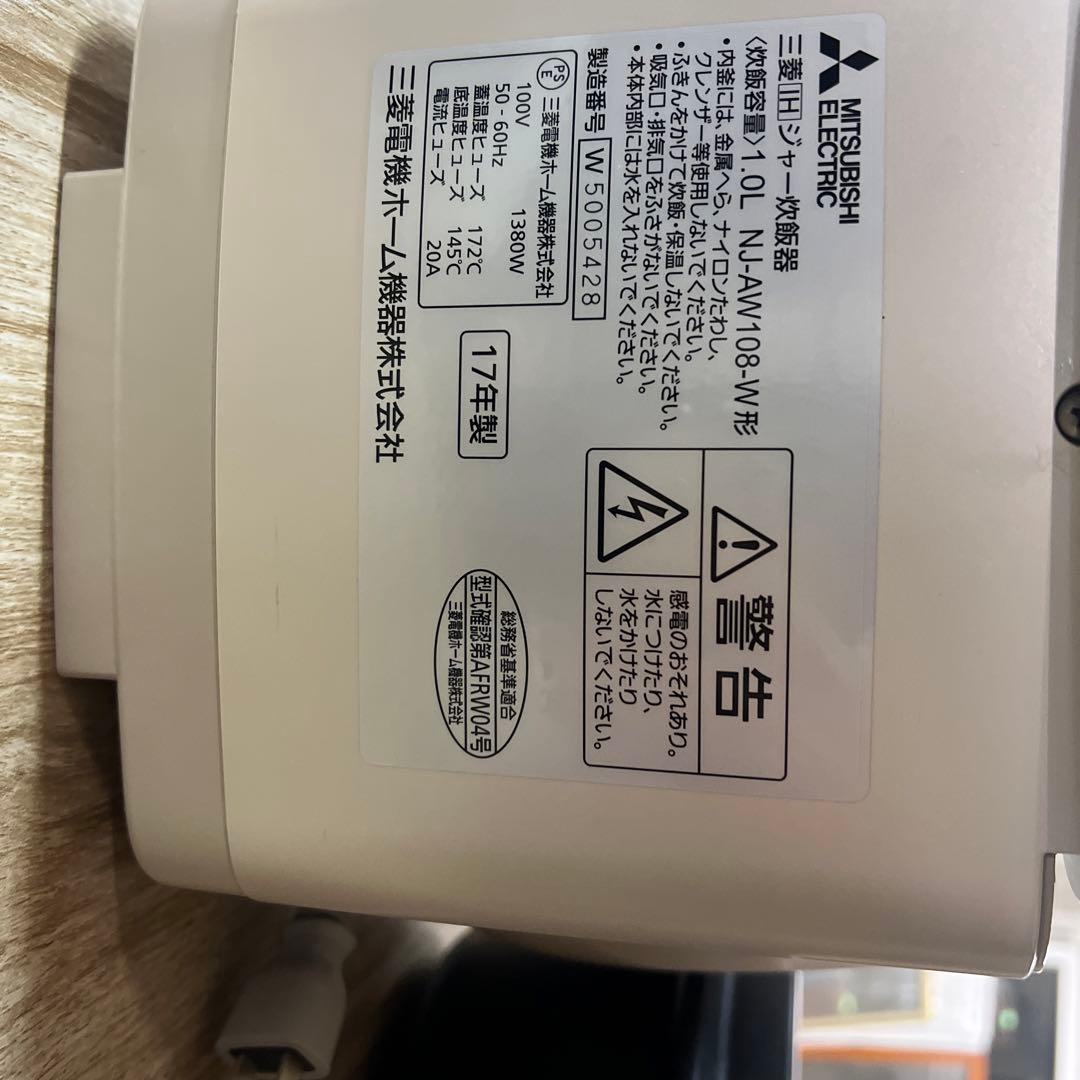 MITSUBISHI
ELECTRIC
三菱IHジャー炊飯器
〈炊飯容量〉1.0L NJ-AW108-W形
・内釜には、金属へら、ナイロンたわし、
クレンザー等使用しないでください。
・ふきんをかけて炊飯・保温しないでください。
・吸気口・排気口をふさがないでください。
・本体内部には水を入れないでください。
製造番号 W5005428
PSE 三菱電機ホーム機器株式会社
100V 1380W
50-60Hz
蓋温度ヒューズ 172℃
底温度ヒューズ 145℃
電流ヒューズ 20A
17年製
三菱電機ホーム機器株式会社
警告
感電のおそれあり。
水につけたり、
水をかけたり
しないでください。
総務省基準適合
型式確認第AFRW04号
三菱電機ホーム機器株式会社